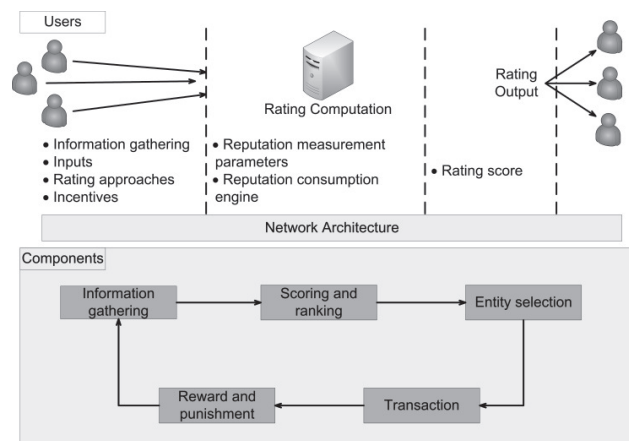 Users
Rating Computation
Rating
Output
• Information gathering
• Inputs
• Rating approaches
• Incentives
• Reputation measurement
parameters
• Reputation consumption
engine
• Rating score
Network Architecture
Components
Information
gathering
Scoring and
ranking
Entity selection
Reward and
punishment
Transaction